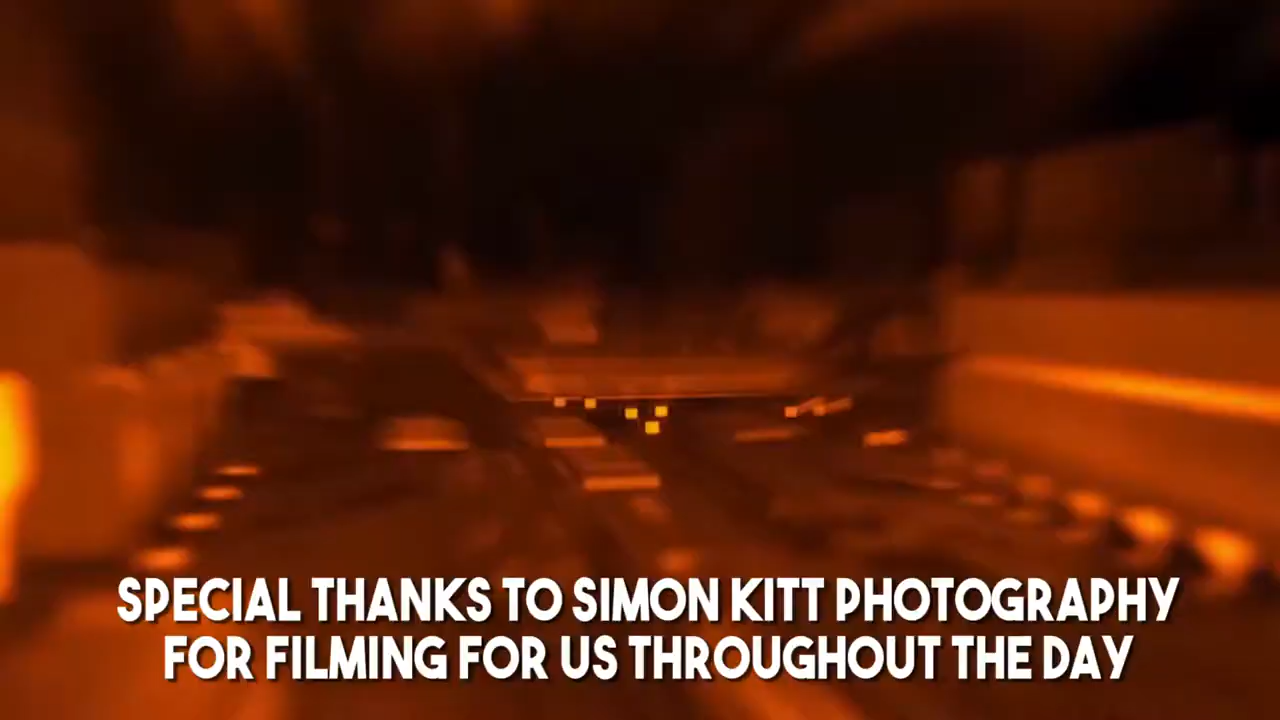 SPECIAL THANKS TO SIMON KITT PHOTOGRAPHY
FOR FILMING FOR US THROUGHOUT THE DAY